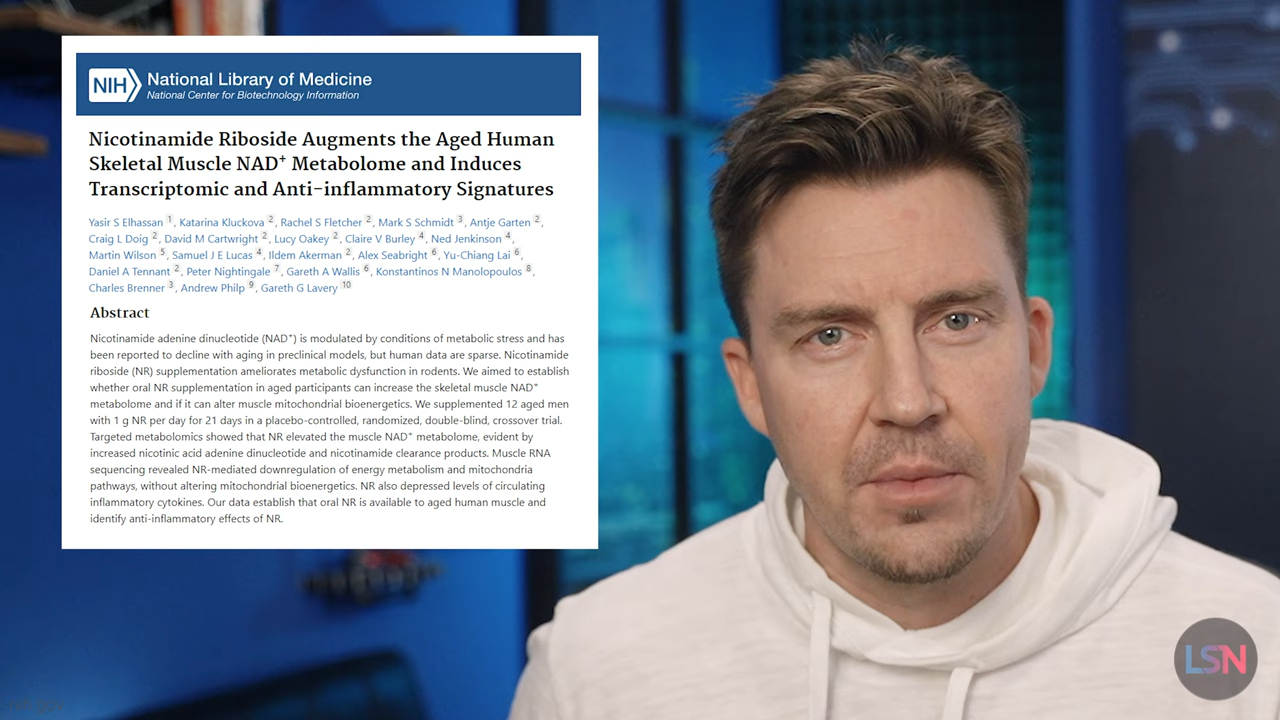 NIH National Library of Medicine
National Center for Biotechnology Information
Nicotinamide Riboside Augments the Aged Human
Skeletal Muscle NAD⁺ Metabolome and Induces
Transcriptomic and Anti-inflammatory Signatures
Yasir S Elhassan 1, Katarina Kluckova 2, Rachel S Fletcher 2, Mark S Schmidt 3, Antje Garten 2,
Craig L Doig 2, David M Cartwright 2, Lucy Oakey 2, Claire V Burley 4, Ned Jenkinson 4,
Martin Wilson 5, Samuel J E Lucas 4, Ildem Akerman 2, Alex Seabright 6, Yu-Chiang Lai 6,
Daniel A Tennant 2, Peter Nightingale 7, Gareth A Wallis 6, Konstantinos N Manolopoulos 8,
Charles Brenner 3, Andrew Philp 9, Gareth G Lavery 10
Abstract
Nicotinamide adenine dinucleotide (NAD⁺) is modulated by conditions of metabolic stress and has
been reported to decline with aging in preclinical models, but human data are sparse. Nicotinamide
riboside (NR) supplementation ameliorates metabolic dysfunction in rodents. We aimed to establish
whether oral NR supplementation in aged participants can increase the skeletal muscle NAD⁺
metabolome and if it can alter muscle mitochondrial bioenergetics. We supplemented 12 aged men
with 1 g NR per day for 21 days in a placebo-controlled, randomized, double-blind, crossover trial.
Targeted metabolomics showed that NR elevated the muscle NAD⁺ metabolome, evident by
increased nicotinic acid adenine dinucleotide and nicotinamide clearance products. Muscle RNA
sequencing revealed NR-mediated downregulation of energy metabolism and mitochondria
pathways, without altering mitochondrial bioenergetics. NR also depressed levels of circulating
inflammatory cytokines. Our data establish that oral NR is available to aged human muscle and
identify anti-inflammatory effects of NR.
LSN